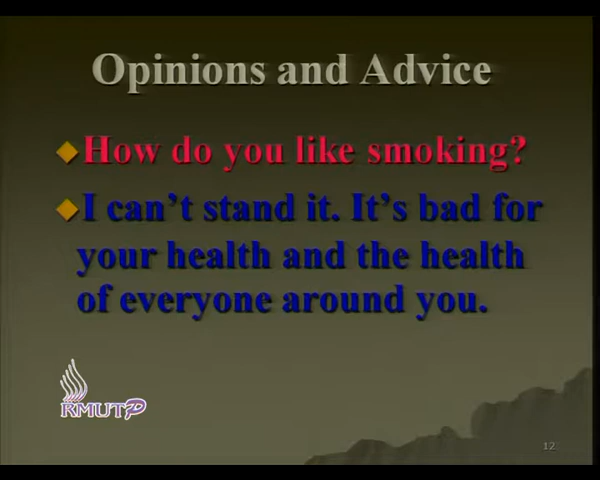 Opinions and Advice
How do you like smoking?
I can't stand it. It's bad for
your health and the health
of everyone around you.
RMUTP
12